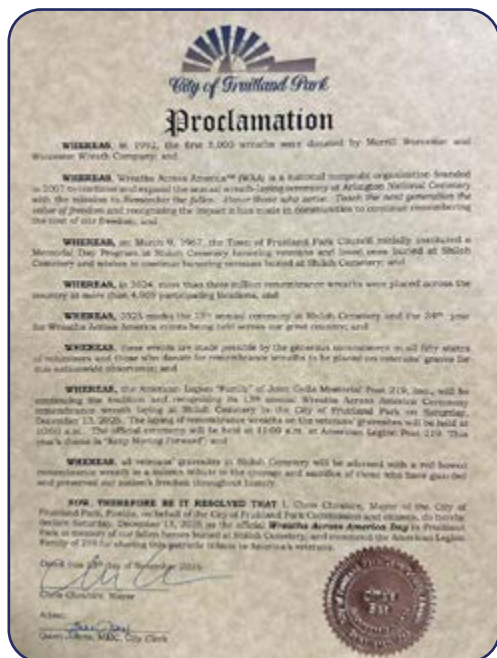 City of Fruitland Park
Proclamation
WHEREAS, in 1992, the first 5,000 wreaths were donated by Merrill Worcester and
Worcester Wreath Company; and
WHEREAS, Wreaths Across America™ (WAA) is a national nonprofit organization founded
in 2007 to continue and expand the annual wreath-laying ceremony at Arlington National Cemetery
with the mission to Remember the fallen. Honor those who serve. Teach the next generation the
value of freedom and recognizing the impact it has made in communities to continue remembering
the cost of our freedom; and
WHEREAS, on March 9, 1967, the Town of Fruitland Park Council initially instituted a
Memorial Day Program at Shiloh Cemetery honoring veterans and loved ones buried at Shiloh
Cemetery and wishes to continue honoring veterans buried at Shiloh Cemetery; and
WHEREAS, in 2024, more than three million remembrance wreaths were placed across the
country at more than participating locations; and
WHEREAS, 2025 marks the annual ceremony at Shiloh Cemetery and the year
for Wreaths Across America events being held across our great country; and
WHEREAS, these events are made possible by the generous commitment in all fifty states
of volunteers and those who donate for remembrance wreaths to be placed on veterans' graves for
this nationwide observance; and
WHEREAS, the American Legion "Family" of John Gella Memorial Post 219, Inc., will be
continuing the tradition and recognizing its annual Wreaths Across America Ceremony
remembrance wreath laying at Shiloh Cemetery in the City of Fruitland Park on Saturday,
December 13, 2025. The laying of remembrance wreaths on the veterans' gravesites will be held at
10:00 a.m. The official ceremony will be held at 11:00 a.m. at American Legion Post 219. This
year's theme is "Keep Moving Forward"; and
WHEREAS, all veterans' gravesites in Shiloh Cemetery will be adorned with a red bowed
remembrance wreath in a solemn tribute to the courage and sacrifice of those who have guarded
and preserved our nation's freedom throughout history.
NOW, THEREFORE BE IT RESOLVED THAT I, Chris Cheshire, Mayor of the City of
Fruitland Park, Florida, on behalf of the City of Fruitland Park Commission and citizens, do hereby
declare Saturday, December 13, 2025 as the official Wreaths Across America Day in Fruitland
Park in memory of our fallen heroes buried at Shiloh Cemetery, and commend the American Legion
Family of 219 for sharing this patriotic tribute to America's veterans.
Dated this day of November 2025
Chris Cheshire, Mayor
Attest:
MMC, City Clerk